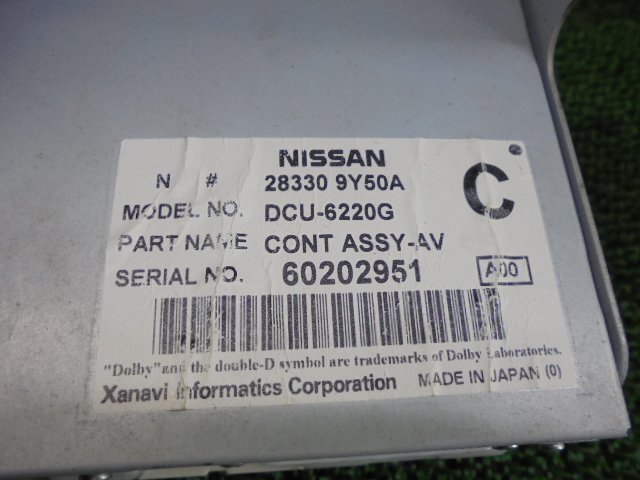 NISSAN
N # 28330 9Y50A C
MODEL NO. DCU-6220G
PART NAME CONT ASSY-AV
SERIAL NO. 60202951 A00
"Dolby" and the double-D symbol are trademarks of Dolby Laboratories.
Xanavi Informatics Corporation MADE IN JAPAN (0)